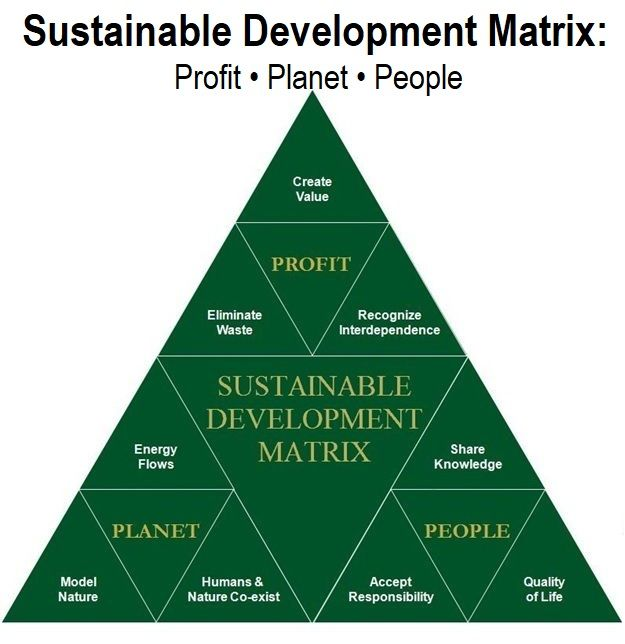 Sustainable Development Matrix:
Profit • Planet • People
Create
Value
PROFIT
Eliminate
Waste
Recognize
Interdependence
SUSTAINABLE
DEVELOPMENT
MATRIX
Energy
Flows
Share
Knowledge
PLANET
PEOPLE
Model
Nature
Humans &
Nature Co-exist
Accept
Responsibility
Quality
of Life